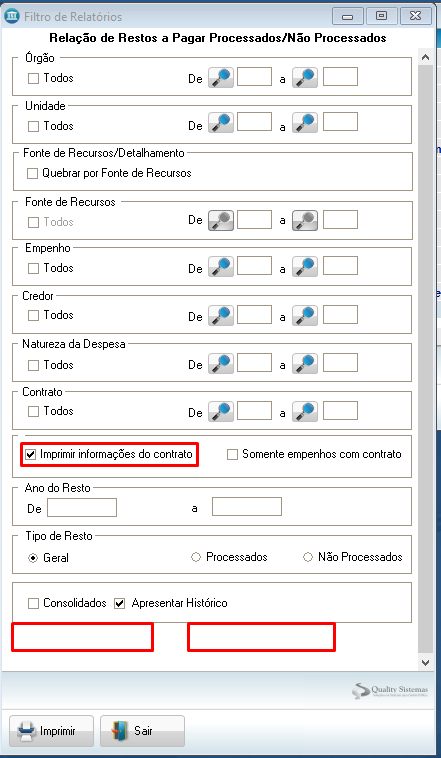 Filtro de Relatórios
Relação de Restos a Pagar Processados/Não Processados
Órgão
Todos De a
Unidade
Todos De a
Fonte de Recursos/Detalhamento
Quebrar por Fonte de Recursos
Fonte de Recursos
Todos De a
Empenho
Todos De a
Credor
Todos De a
Natureza da Despesa
Todos De a
Contrato
Todos De a
Imprimir informações do contrato Somente empenhos com contrato
Ano do Resto
De a
Tipo de Resto
Geral Processados Não Processados
Consolidados Apresentar Histórico
Quality Sistemas
Imprimir Sair